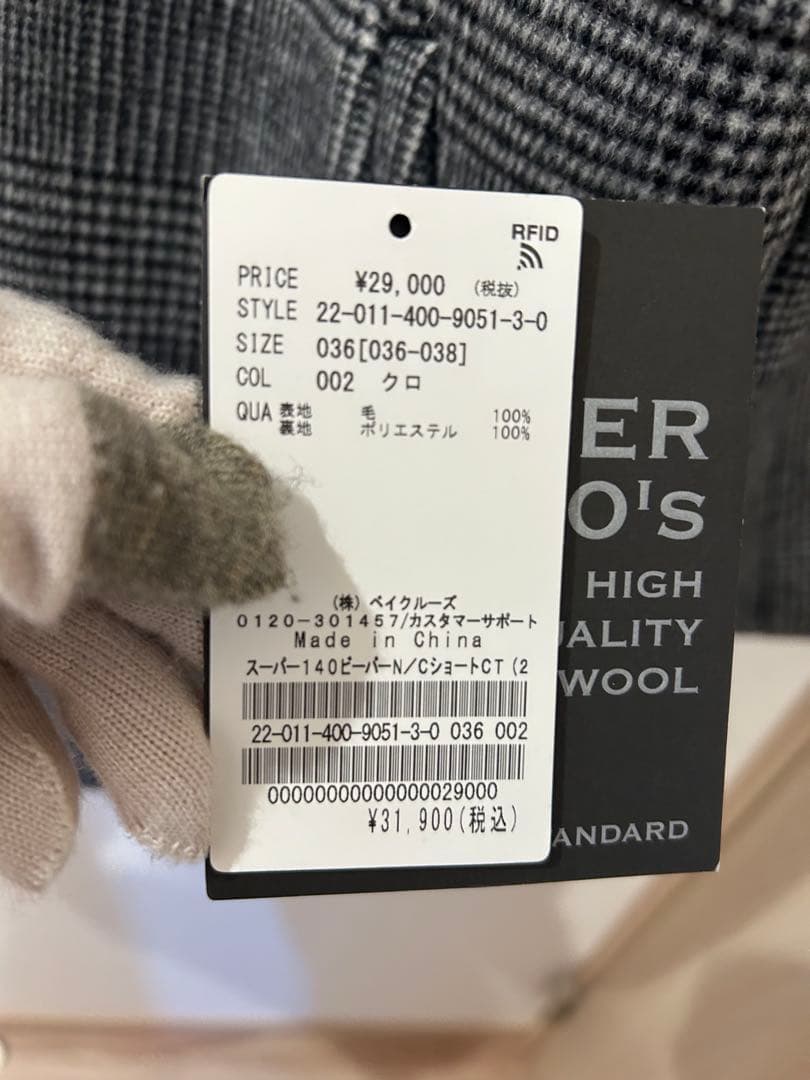 RFID
PRICE ¥29,000 (税抜)
STYLE 22-011-400-9051-3-0
SIZE 036[036-038]
COL 002 クロ
QUA 表地 毛 100%
裏地 ポリエステル 100%
(株) ベイクルーズ
0120-301457/カスタマーサポート
Made in China
スーパー140ビーバーN/CショートCT (2
22-011-400-9051-3-0 036 002
00000000000000029000
¥31,900(税込)
ER
O'S
HIGH
UALITY
WOOL
ANDARD